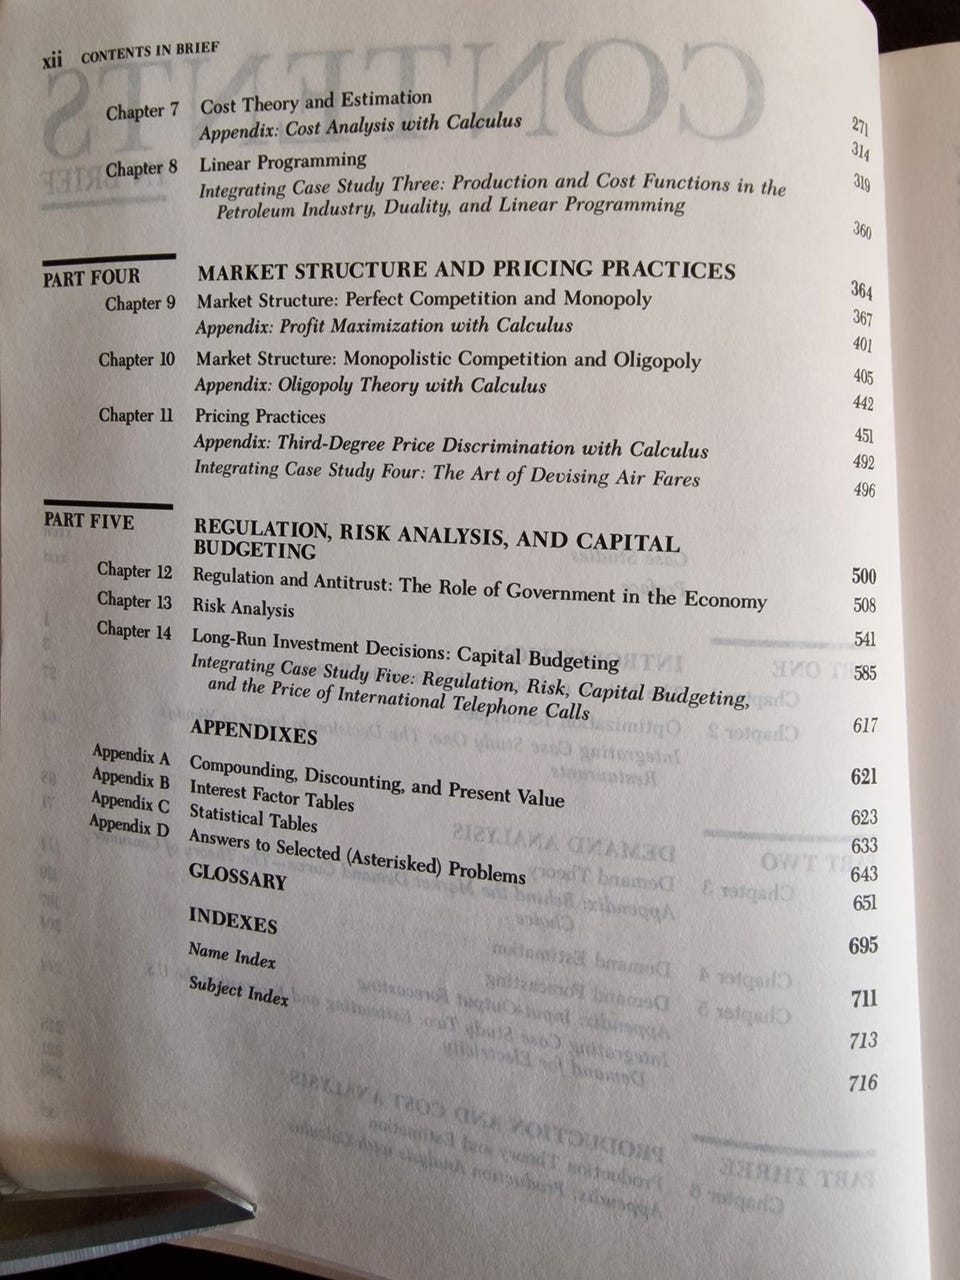 xii CONTENTS IN BRIEF
Chapter 7 Cost Theory and Estimation 271
Appendix: Cost Analysis with Calculus 314
Chapter 8 Linear Programming 319
Integrating Case Study Three: Production and Cost Functions in the
Petroleum Industry, Duality, and Linear Programming 360
PART FOUR MARKET STRUCTURE AND PRICING PRACTICES 364
Chapter 9 Market Structure: Perfect Competition and Monopoly 367
Appendix: Profit Maximization with Calculus 401
Chapter 10 Market Structure: Monopolistic Competition and Oligopoly 405
Appendix: Oligopoly Theory with Calculus 442
Chapter 11 Pricing Practices 451
Appendix: Third-Degree Price Discrimination with Calculus 492
Integrating Case Study Four: The Art of Devising Air Fares 496
PART FIVE REGULATION, RISK ANALYSIS, AND CAPITAL
BUDGETING 500
Chapter 12 Regulation and Antitrust: The Role of Government in the Economy 508
Chapter 13 Risk Analysis 541
Chapter 14 Long-Run Investment Decisions: Capital Budgeting 585
Integrating Case Study Five: Regulation, Risk, Capital Budgeting,
and the Price of International Telephone Calls 617
APPENDIXES 621
Appendix A Compounding, Discounting, and Present Value 623
Appendix B Interest Factor Tables 633
Appendix C Statistical Tables 643
Appendix D Answers to Selected (Asterisked) Problems 651
GLOSSARY 695
INDEXES 711
Name Index 713
Subject Index 716